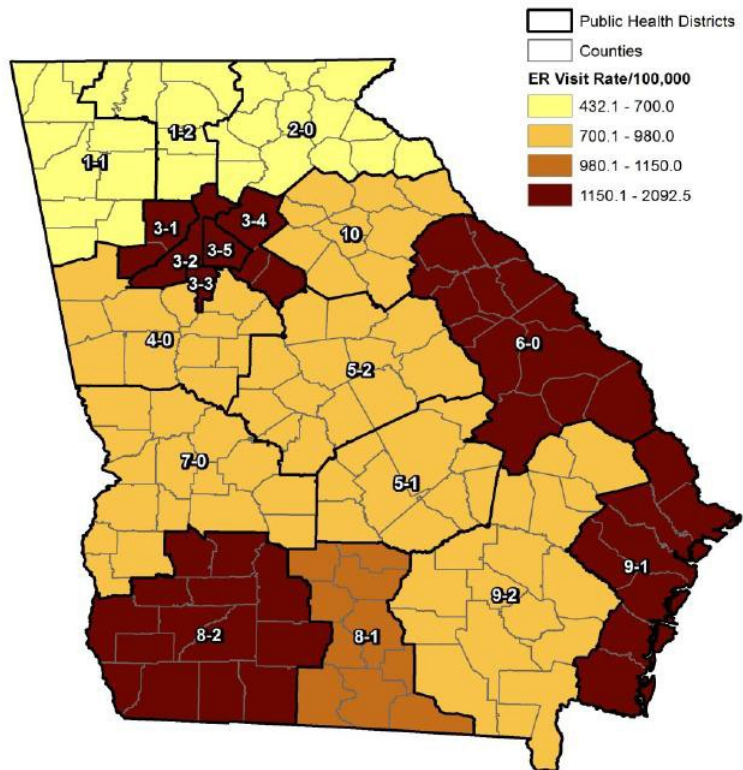 Public Health Districts
Counties
ER Visit Rate/100,000
432.1 - 700.0
700.1 - 980.0
980.1 - 1150.0
1150.1 - 2092.5
1-2
2-0
1-1
3-1
3-4
10
3-5
3-2
3-3
4-0
6-0
5-2
7-0
5-1
9-1
9-2
8-2
8-1